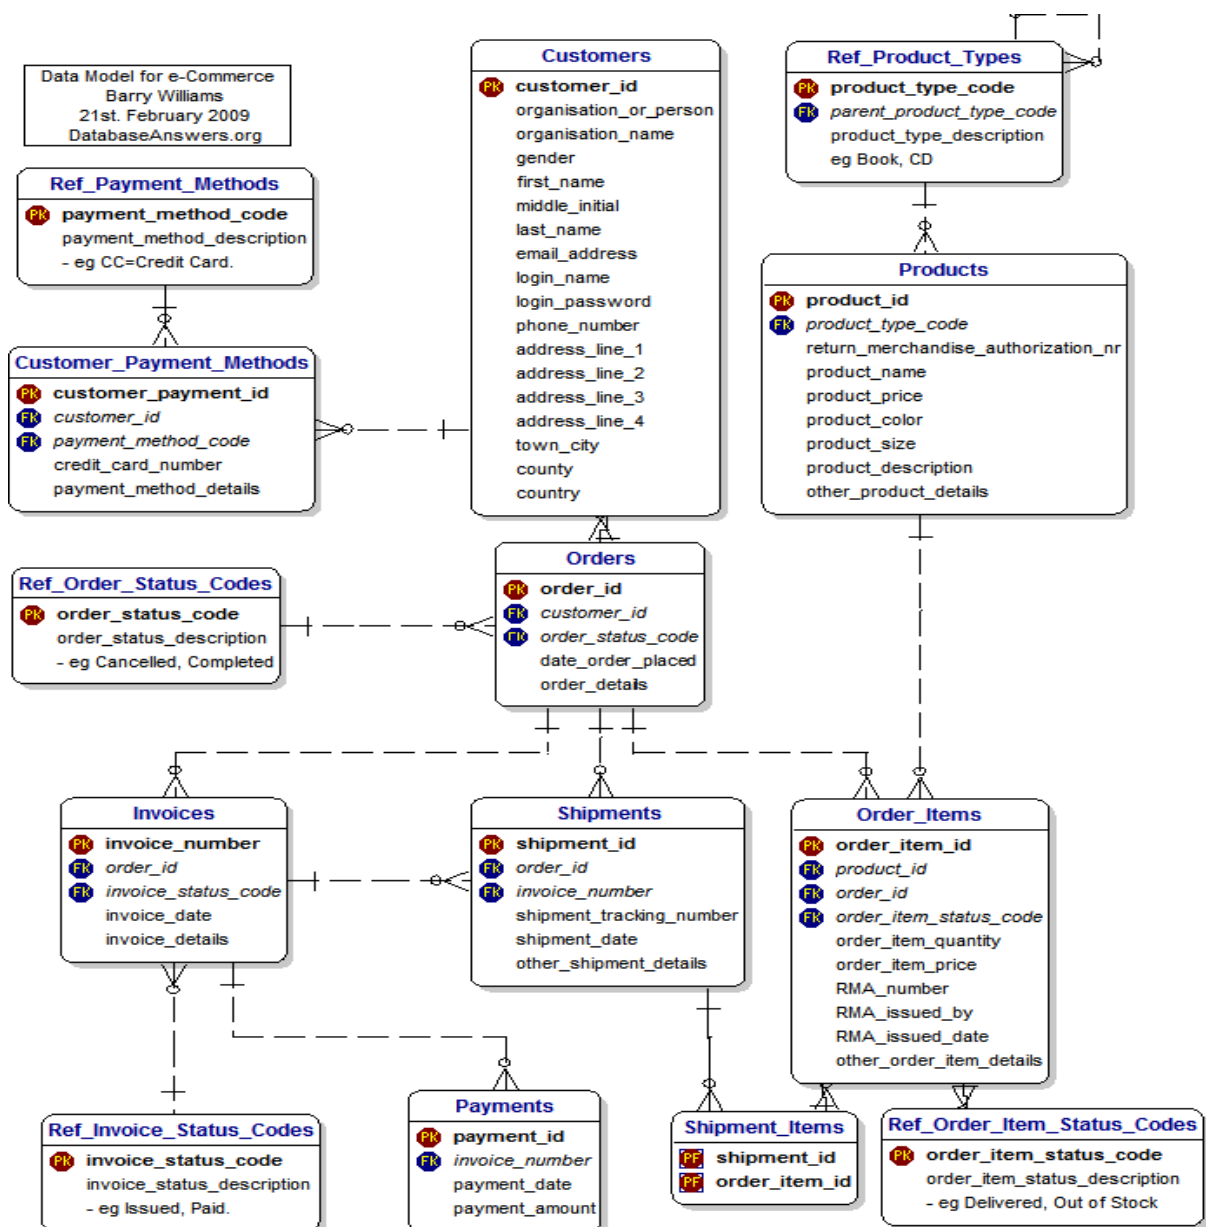 Data Model for e-Commerce
Barry Williams
21st. February 2009
DatabaseAnswers.org
Customers
PK customer_id
organisation_or_person
organisation_name
gender
first_name
middle_initial
last_name
email_address
login_name
login_password
phone_number
address_line_1
address_line_2
address_line_3
address_line_4
town_city
county
country
Ref_Product_Types
PK product_type_code
FK parent_product_type_code
product_type_description
eg Book, CD
Ref_Payment_Methods
PK payment_method_code
payment_method_description
- eg CC=Credit Card.
Products
PK product_id
FK product_type_code
return_merchandise_authorization_nr
product_name
product_price
product_color
product_size
product_description
other_product_details
Customer_Payment_Methods
PK customer_payment_id
FK customer_id
FK payment_method_code
credit_card_number
payment_method_details
Orders
PK order_id
FK customer_id
FK order_status_code
date_order_placed
order_details
Ref_Order_Status_Codes
PK order_status_code
order_status_description
- eg Cancelled, Completed
Invoices
PK invoice_number
FK order_id
FK invoice_status_code
invoice_date
invoice_details
Shipments
PK shipment_id
FK order_id
FK invoice_number
shipment_tracking_number
shipment_date
other_shipment_details
Order_Items
PK order_item_id
FK product_id
FK order_id
FK order_item_status_code
order_item_quantity
order_item_price
RMA_number
RMA_issued_by
RMA_issued_date
other_order_item_details
Ref_Invoice_Status_Codes
PK invoice_status_code
invoice_status_description
- eg Issued, Paid.
Payments
PK payment_id
FK invoice_number
payment_date
payment_amount
Shipment_Items
PF shipment_id
PF order_item_id
Ref_Order_Item_Status_Codes
PK order_item_status_code
order_item_status_description
- eg Delivered, Out of Stock